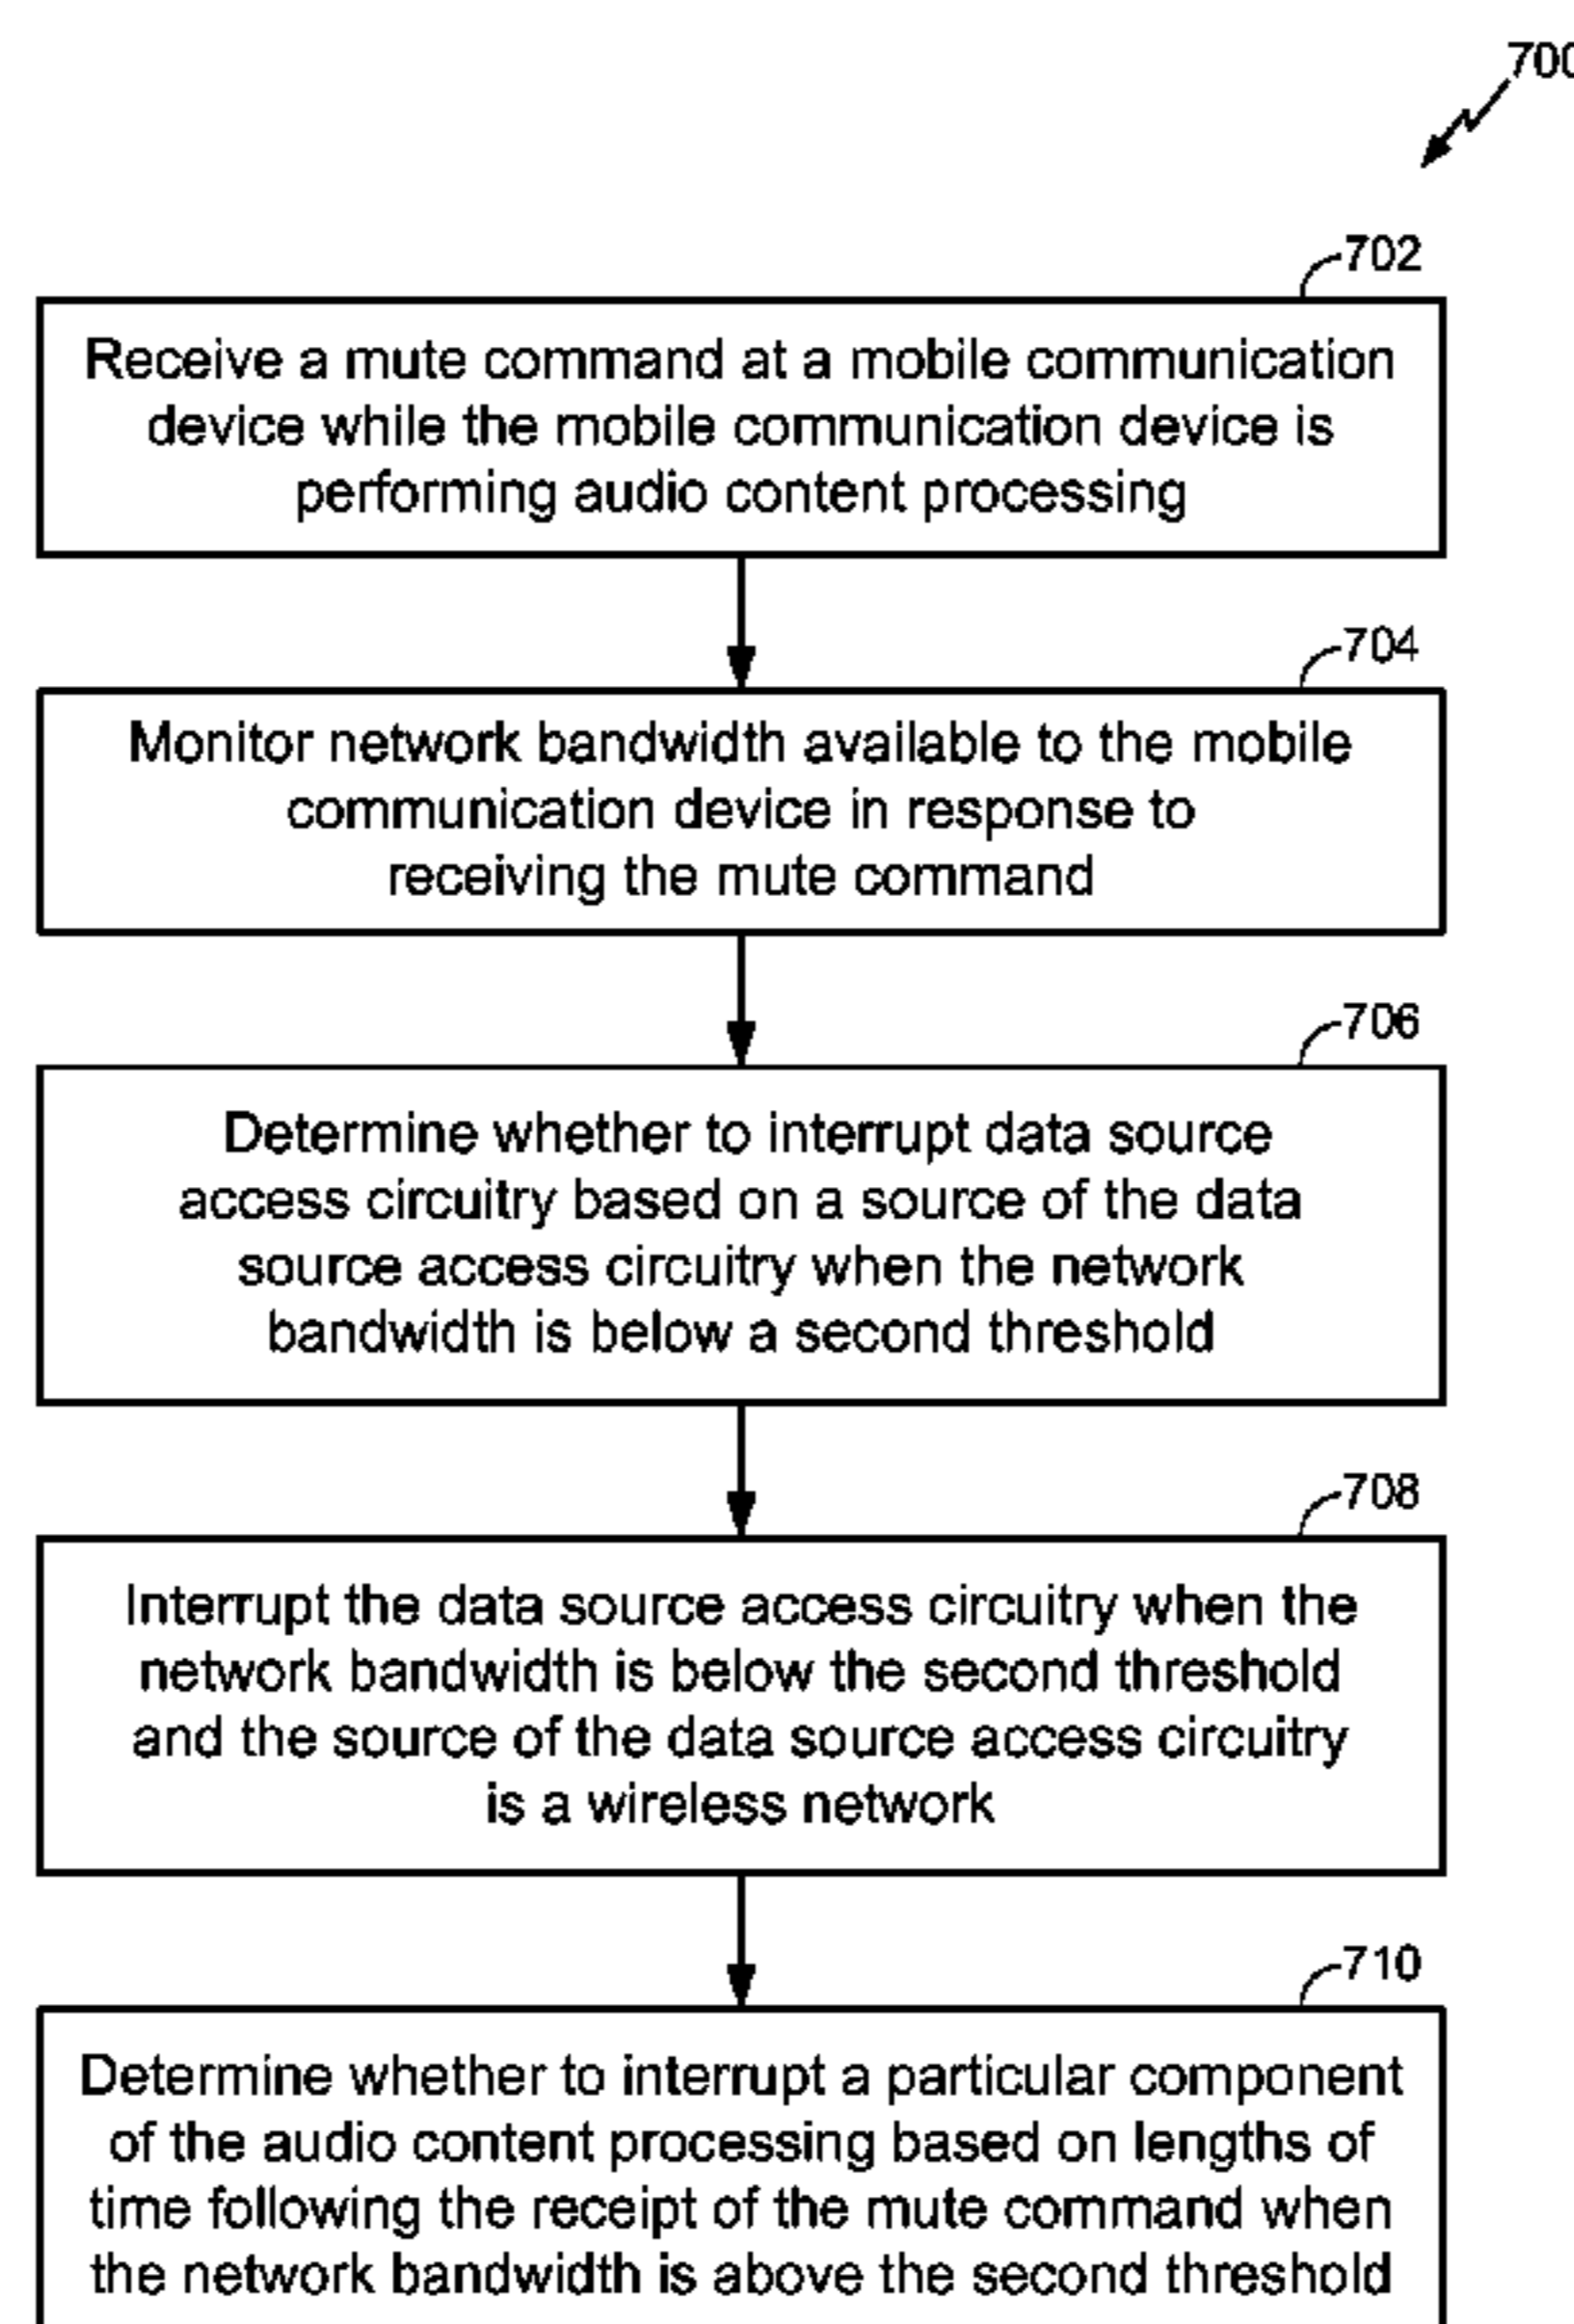 700
702
Receive a mute command at a mobile communication
device while the mobile communication device is
performing audio content processing
704
Monitor network bandwidth available to the mobile
communication device in response to
receiving the mute command
706
Determine whether to interrupt data source
access circuitry based on a source of the data
source access circuitry when the network
bandwidth is below a second threshold
708
Interrupt the data source access circuitry when the
network bandwidth is below the second threshold
and the source of the data source access circuitry
is a wireless network
710
Determine whether to interrupt a particular component
of the audio content processing based on lengths of
time following the receipt of the mute command when
the network bandwidth is above the second threshold